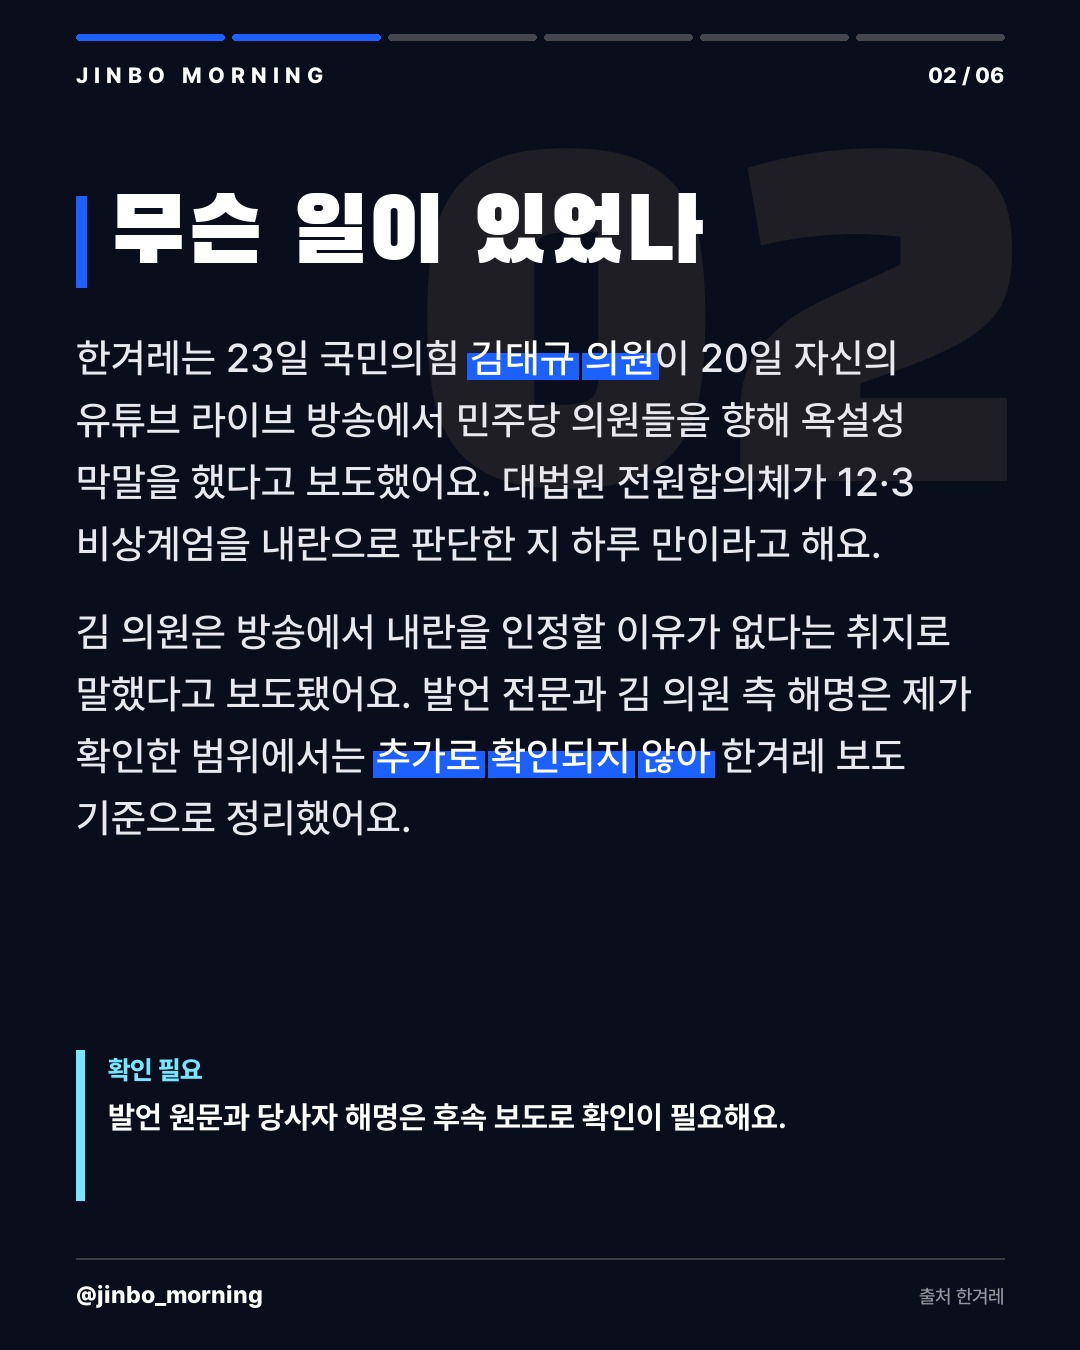 JINBO MORNING
02 / 06
02
무슨 일이 있었나
한겨레는 23일 국민의힘 김태규 의원이 20일 자신의
유튜브 라이브 방송에서 민주당 의원들을 향해 욕설성
막말을 했다고 보도했어요. 대법원 전원합의체가 12·3
비상계엄을 내란으로 판단한 지 하루 만이라고 해요.
김 의원은 방송에서 내란을 인정할 이유가 없다는 취지로
말했다고 보도됐어요. 발언 전문과 김 의원 측 해명은 제가
확인한 범위에서는 추가로 확인되지 않아 한겨레 보도
기준으로 정리했어요.
확인 필요
발언 원문과 당사자 해명은 후속 보도로 확인이 필요해요.
@jinbo_morning
출처 한겨레